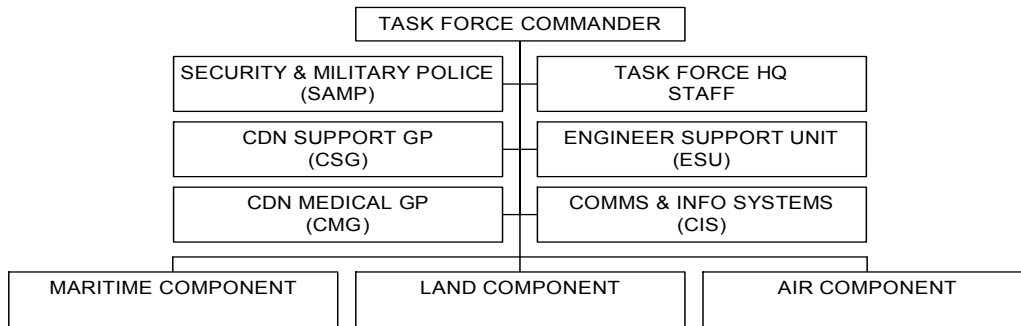 TASK FORCE COMMANDER
SECURITY & MILITARY POLICE
(SAMP)
TASK FORCE HQ
STAFF
CDN SUPPORT GP
(CSG)
ENGINEER SUPPORT UNIT
(ESU)
CDN MEDICAL GP
(CMG)
COMMS & INFO SYSTEMS
(CIS)
MARITIME COMPONENT
LAND COMPONENT
AIR COMPONENT